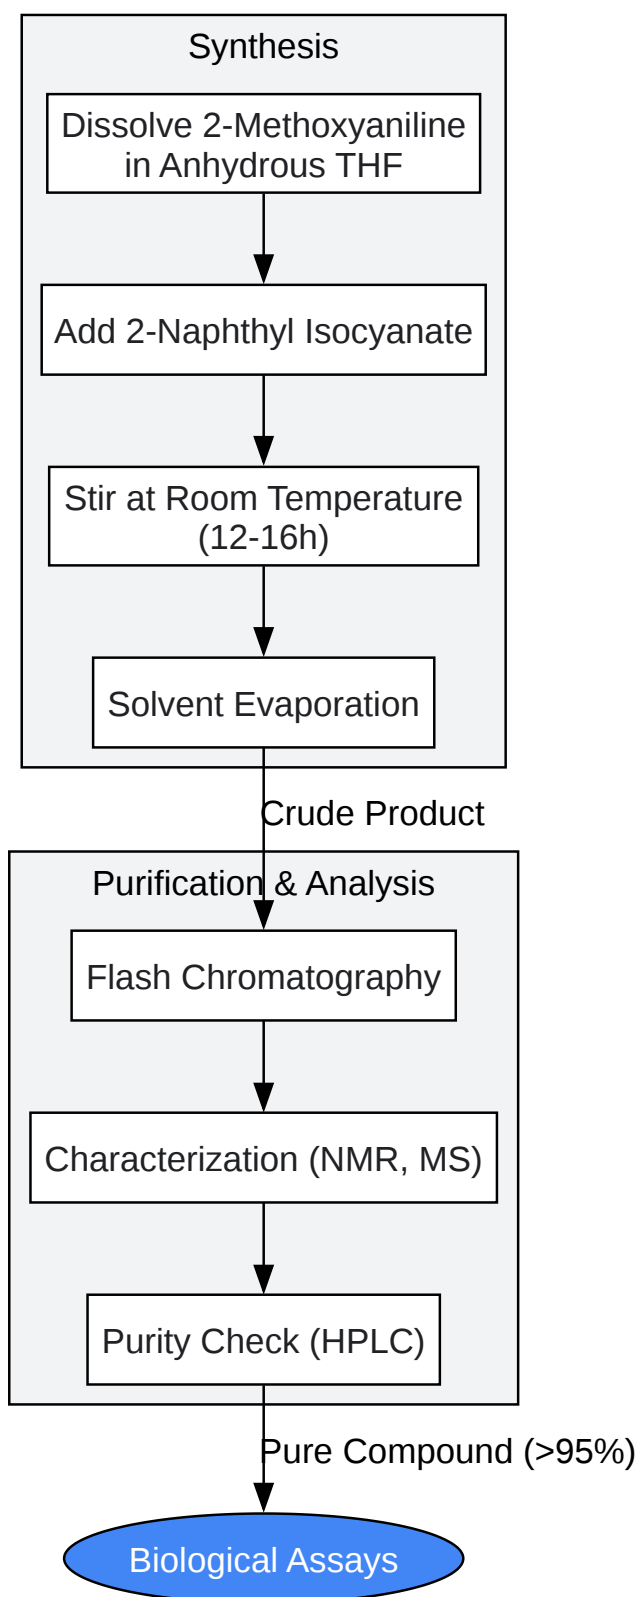 Synthesis
Dissolve 2-Methoxyaniline
in Anhydrous THF
Add 2-Naphthyl Isocyanate
Stir at Room Temperature
(12-16h)
Solvent Evaporation
Crude Product
Purification & Analysis
Flash Chromatography
Characterization (NMR, MS)
Purity Check (HPLC)
Pure Compound (>95%)
Biological Assays